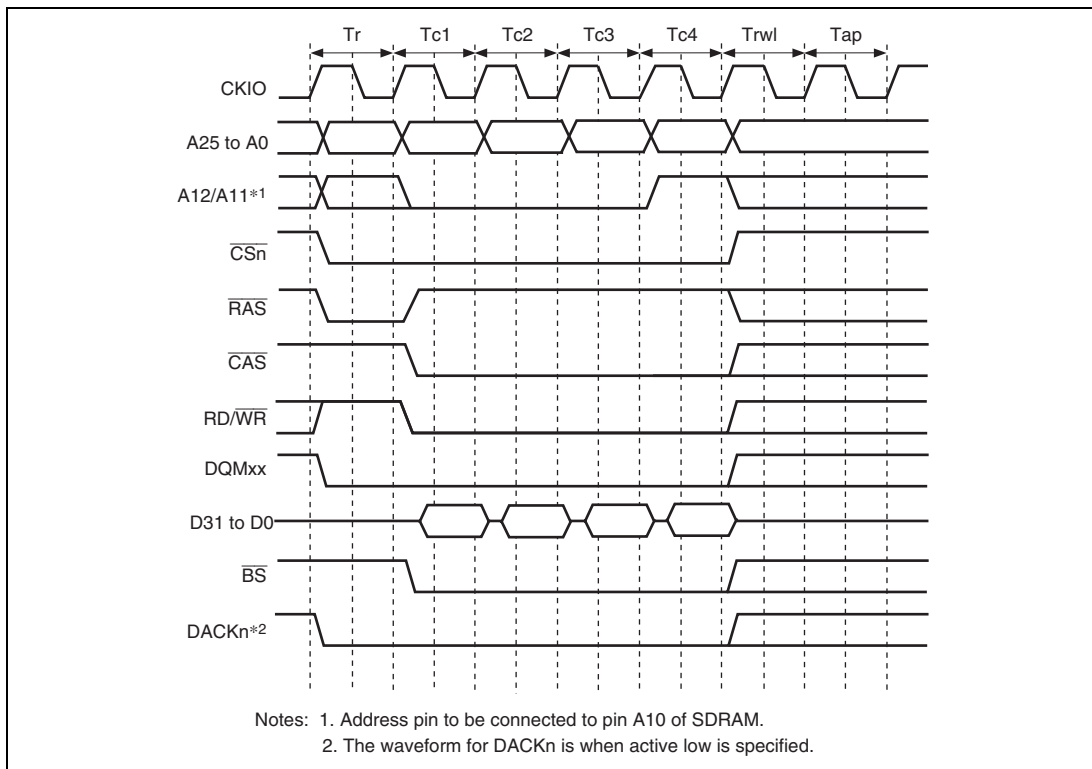 Tr Tc1 Tc2 Tc3 Tc4 Trwl Tap
CKIO
A25 to A0
A12/A11*1
CSn
RAS
CAS
RD/WR
DQMxx
D31 to D0
BS
DACKn*2
Notes: 1. Address pin to be connected to pin A10 of SDRAM.
2. The waveform for DACKn is when active low is specified.